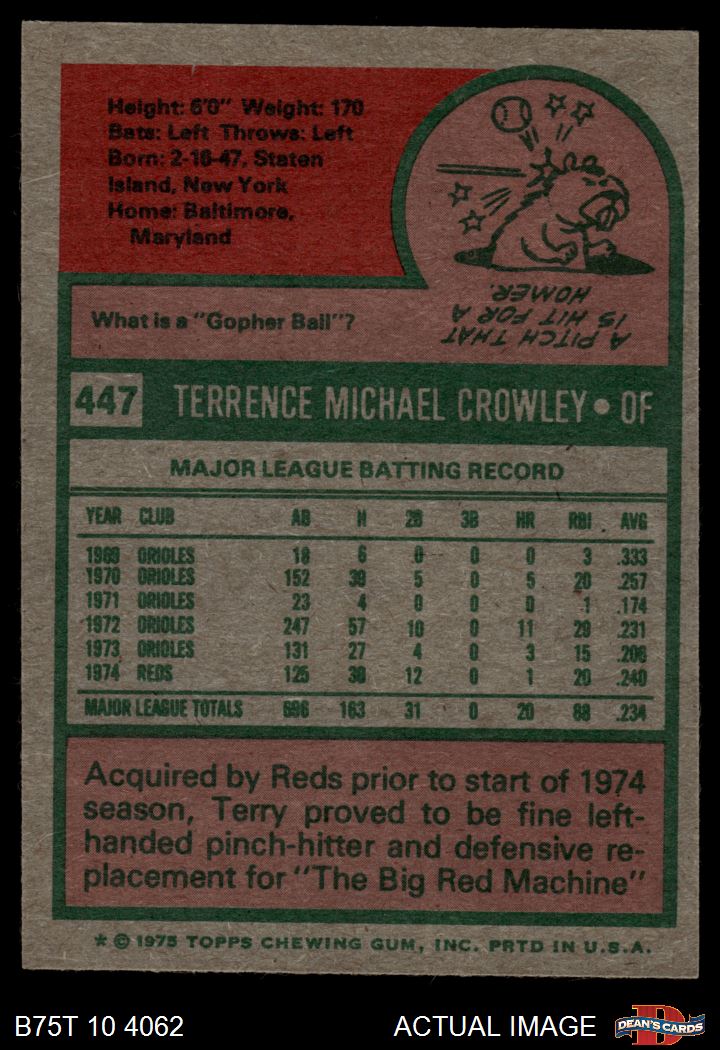 Height: 6'0" Weight: 170
Bats: Left Throws: Left
Born: 2-16-47, Staten
Island, New York
Home: Baltimore,
Maryland
What is a "Gopher Ball"?
A PITCH THAT
IS HIT FOR A
HOMER.
447 TERRENCE MICHAEL CROWLEY • OF
MAJOR LEAGUE BATTING RECORD
YEAR CLUB AB H 2B 3B HR RBI AVG
1969 ORIOLES 18 6 0 0 0 3 .333
1970 ORIOLES 152 39 5 0 5 20 .257
1971 ORIOLES 23 4 0 0 0 1 .174
1972 ORIOLES 247 57 10 0 11 29 .231
1973 ORIOLES 131 27 4 0 3 15 .206
1974 REDS 125 30 12 0 1 20 .240
MAJOR LEAGUE TOTALS 696 163 31 0 20 88 .234
Acquired by Reds prior to start of 1974
season, Terry proved to be fine left-
handed pinch-hitter and defensive re-
placement for "The Big Red Machine"
* © 1975 TOPPS CHEWING GUM, INC. PRTD IN U.S.A.
B75T 10 4062 ACTUAL IMAGE
D
DEAN'S CARDS